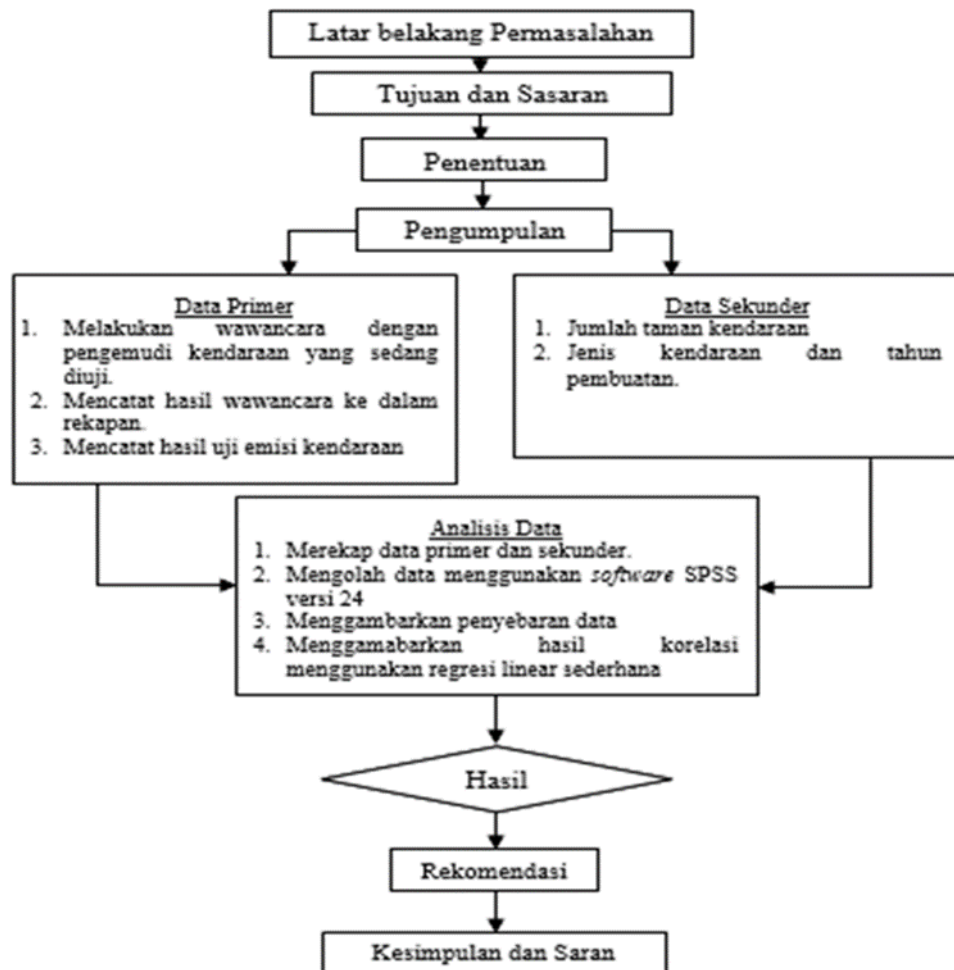 Latar belakang Permasalahan
Tujuan dan Sasaran
Penentuan
Pengumpulan
Data Primer
1. Melakukan wawancara dengan
pengemudi kendaraan yang sedang
diuji.
2. Mencatat hasil wawancara ke dalam
rekapan.
3. Mencatat hasil uji emisi kendaraan
Data Sekunder
1. Jumlah taman kendaraan
2. Jenis kendaraan dan tahun
pembuatan.
Analisis Data
1. Merekap data primer dan sekunder.
2. Mengolah data menggunakan software SPSS
versi 24
3. Menggambarkan penyebaran data
4. Menggamabarkan hasil korelasi
menggunakan regresi linear sederhana
Hasil
Rekomendasi
Kesimpulan dan Saran